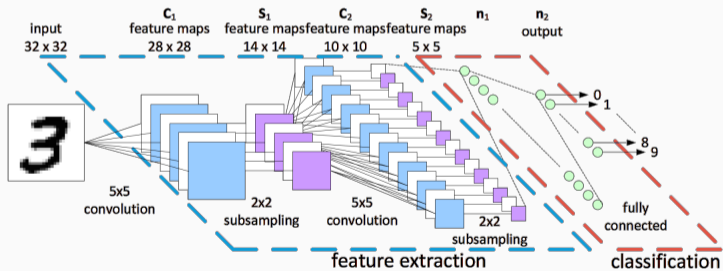 input
32 x 32
C1
feature maps
28 x 28
S1
feature maps
14 x 14
C2
feature maps
10 x 10
S2
feature maps
5 x 5
n1
n2
output
0
1
8
9
3
5x5
convolution
2x2
subsampling
5x5
convolution
2x2
subsampling
fully
connected
feature extraction
classification